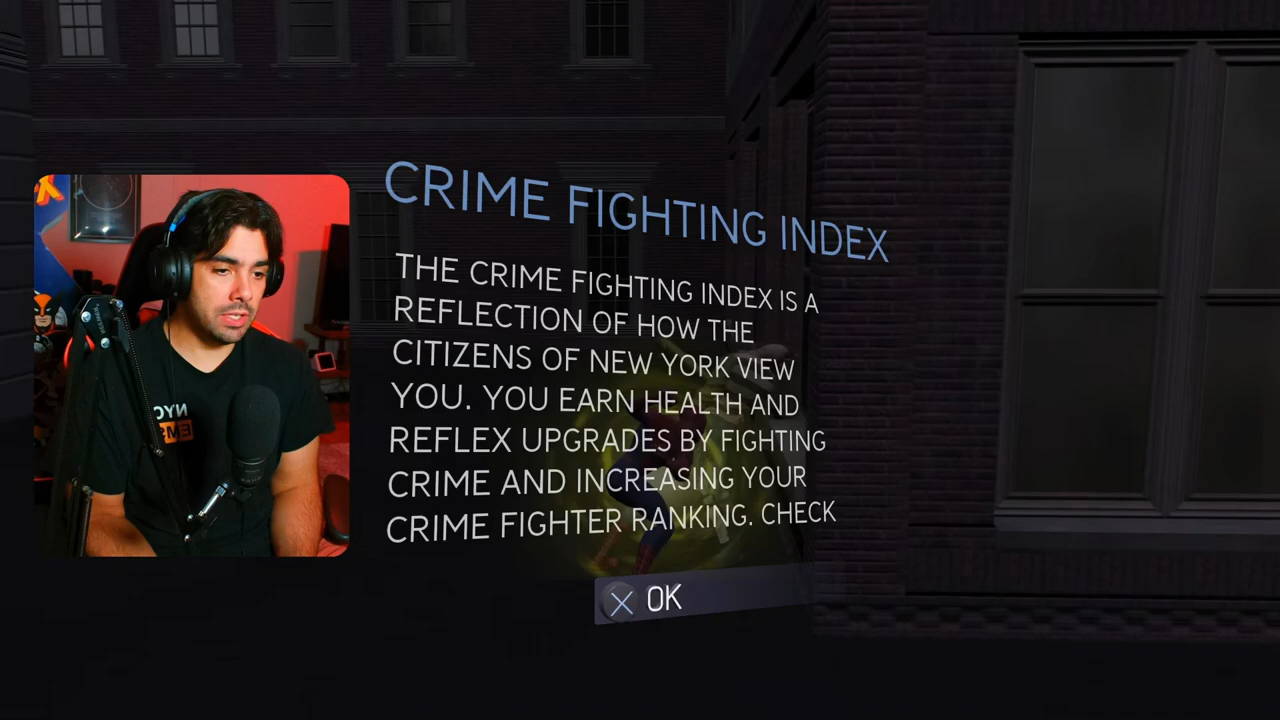 CRIME FIGHTING INDEX
THE CRIME FIGHTING INDEX IS A
REFLECTION OF HOW THE
CITIZENS OF NEW YORK VIEW
YOU. YOU EARN HEALTH AND
REFLEX UPGRADES BY FIGHTING
CRIME AND INCREASING YOUR
CRIME FIGHTER RANKING. CHECK
OK
NYC